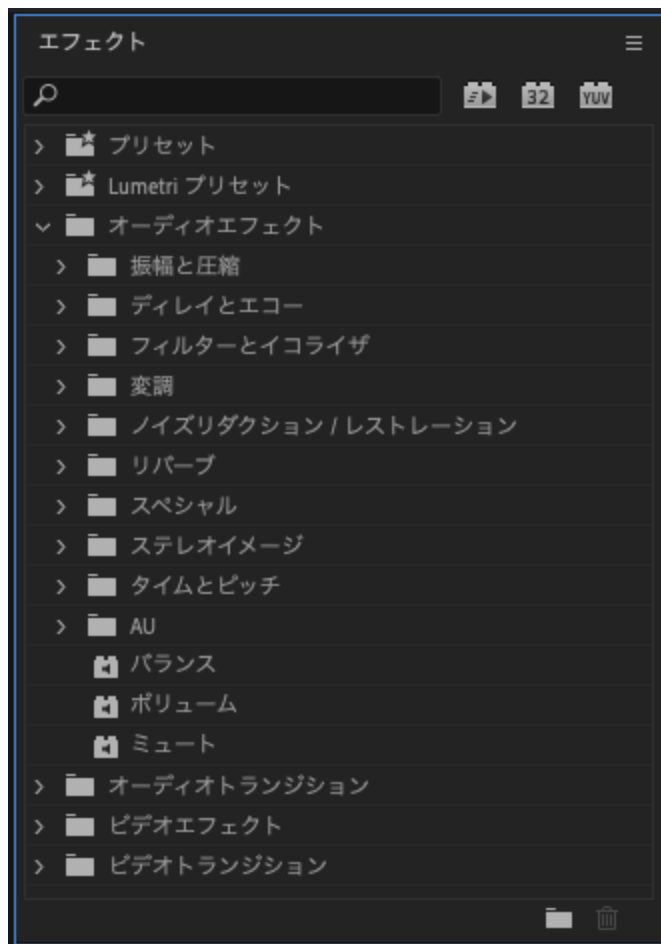 エフェクト
32
YUV
プリセット
Lumetri プリセット
オーディオエフェクト
振幅と圧縮
ディレイとエコー
フィルターとイコライザ
変調
ノイズリダクション / レストレーション
リバーブ
スペシャル
ステレオイメージ
タイムとピッチ
AU
バランス
ボリューム
ミュート
オーディオトランジション
ビデオエフェクト
ビデオトランジション